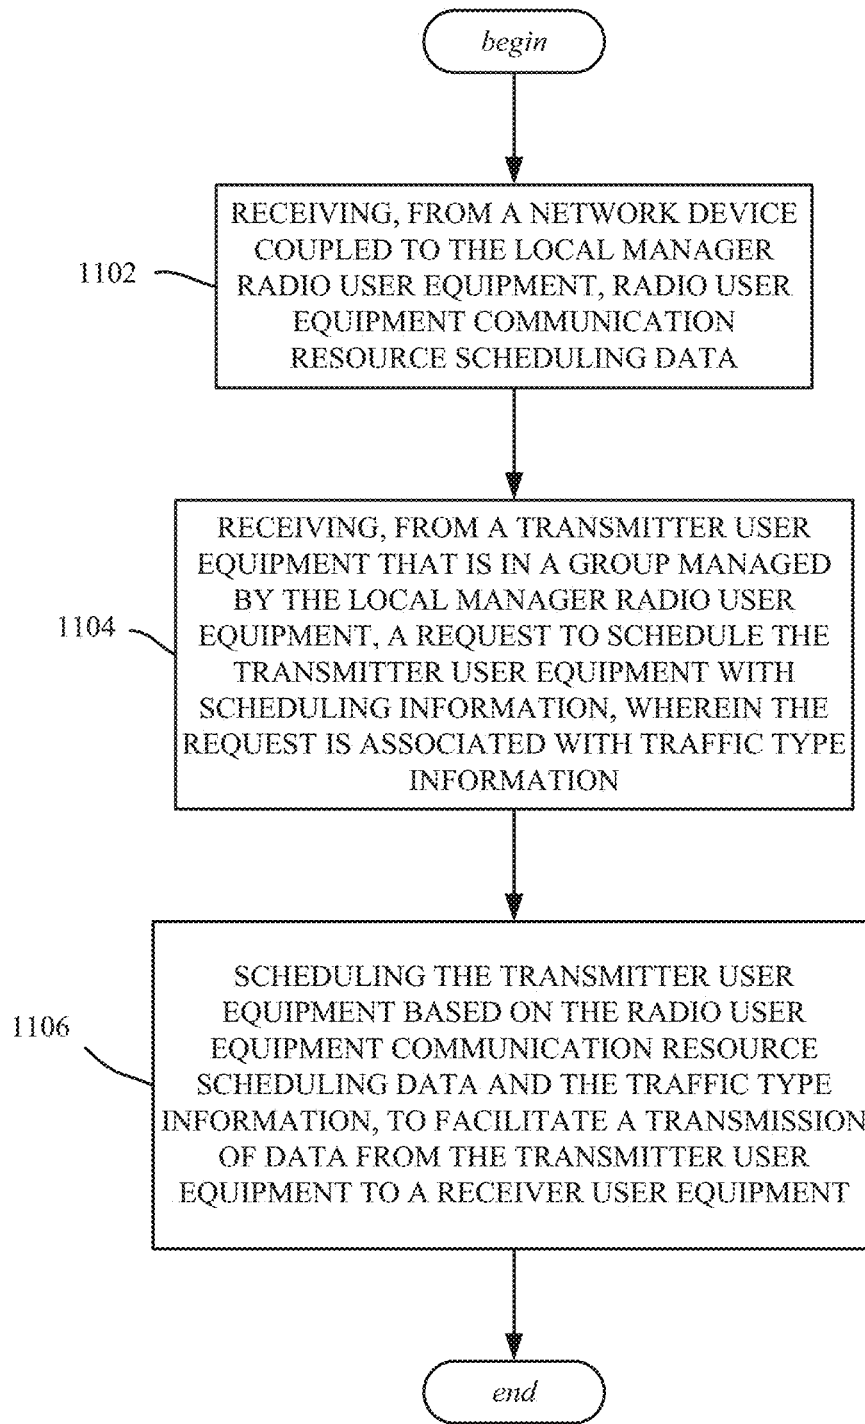 begin
RECEIVING, FROM A NETWORK DEVICE
COUPLED TO THE LOCAL MANAGER
RADIO USER EQUIPMENT, RADIO USER
EQUIPMENT COMMUNICATION
RESOURCE SCHEDULING DATA
1102
RECEIVING, FROM A TRANSMITTER USER
EQUIPMENT THAT IS IN A GROUP MANAGED
BY THE LOCAL MANAGER RADIO USER
EQUIPMENT, A REQUEST TO SCHEDULE THE
TRANSMITTER USER EQUIPMENT WITH
SCHEDULING INFORMATION, WHEREIN THE
REQUEST IS ASSOCIATED WITH TRAFFIC TYPE
INFORMATION
1104
SCHEDULING THE TRANSMITTER USER
EQUIPMENT BASED ON THE RADIO USER
EQUIPMENT COMMUNICATION RESOURCE
SCHEDULING DATA AND THE TRAFFIC TYPE
INFORMATION, TO FACILITATE A TRANSMISSION
OF DATA FROM THE TRANSMITTER USER
EQUIPMENT TO A RECEIVER USER EQUIPMENT
1106
end